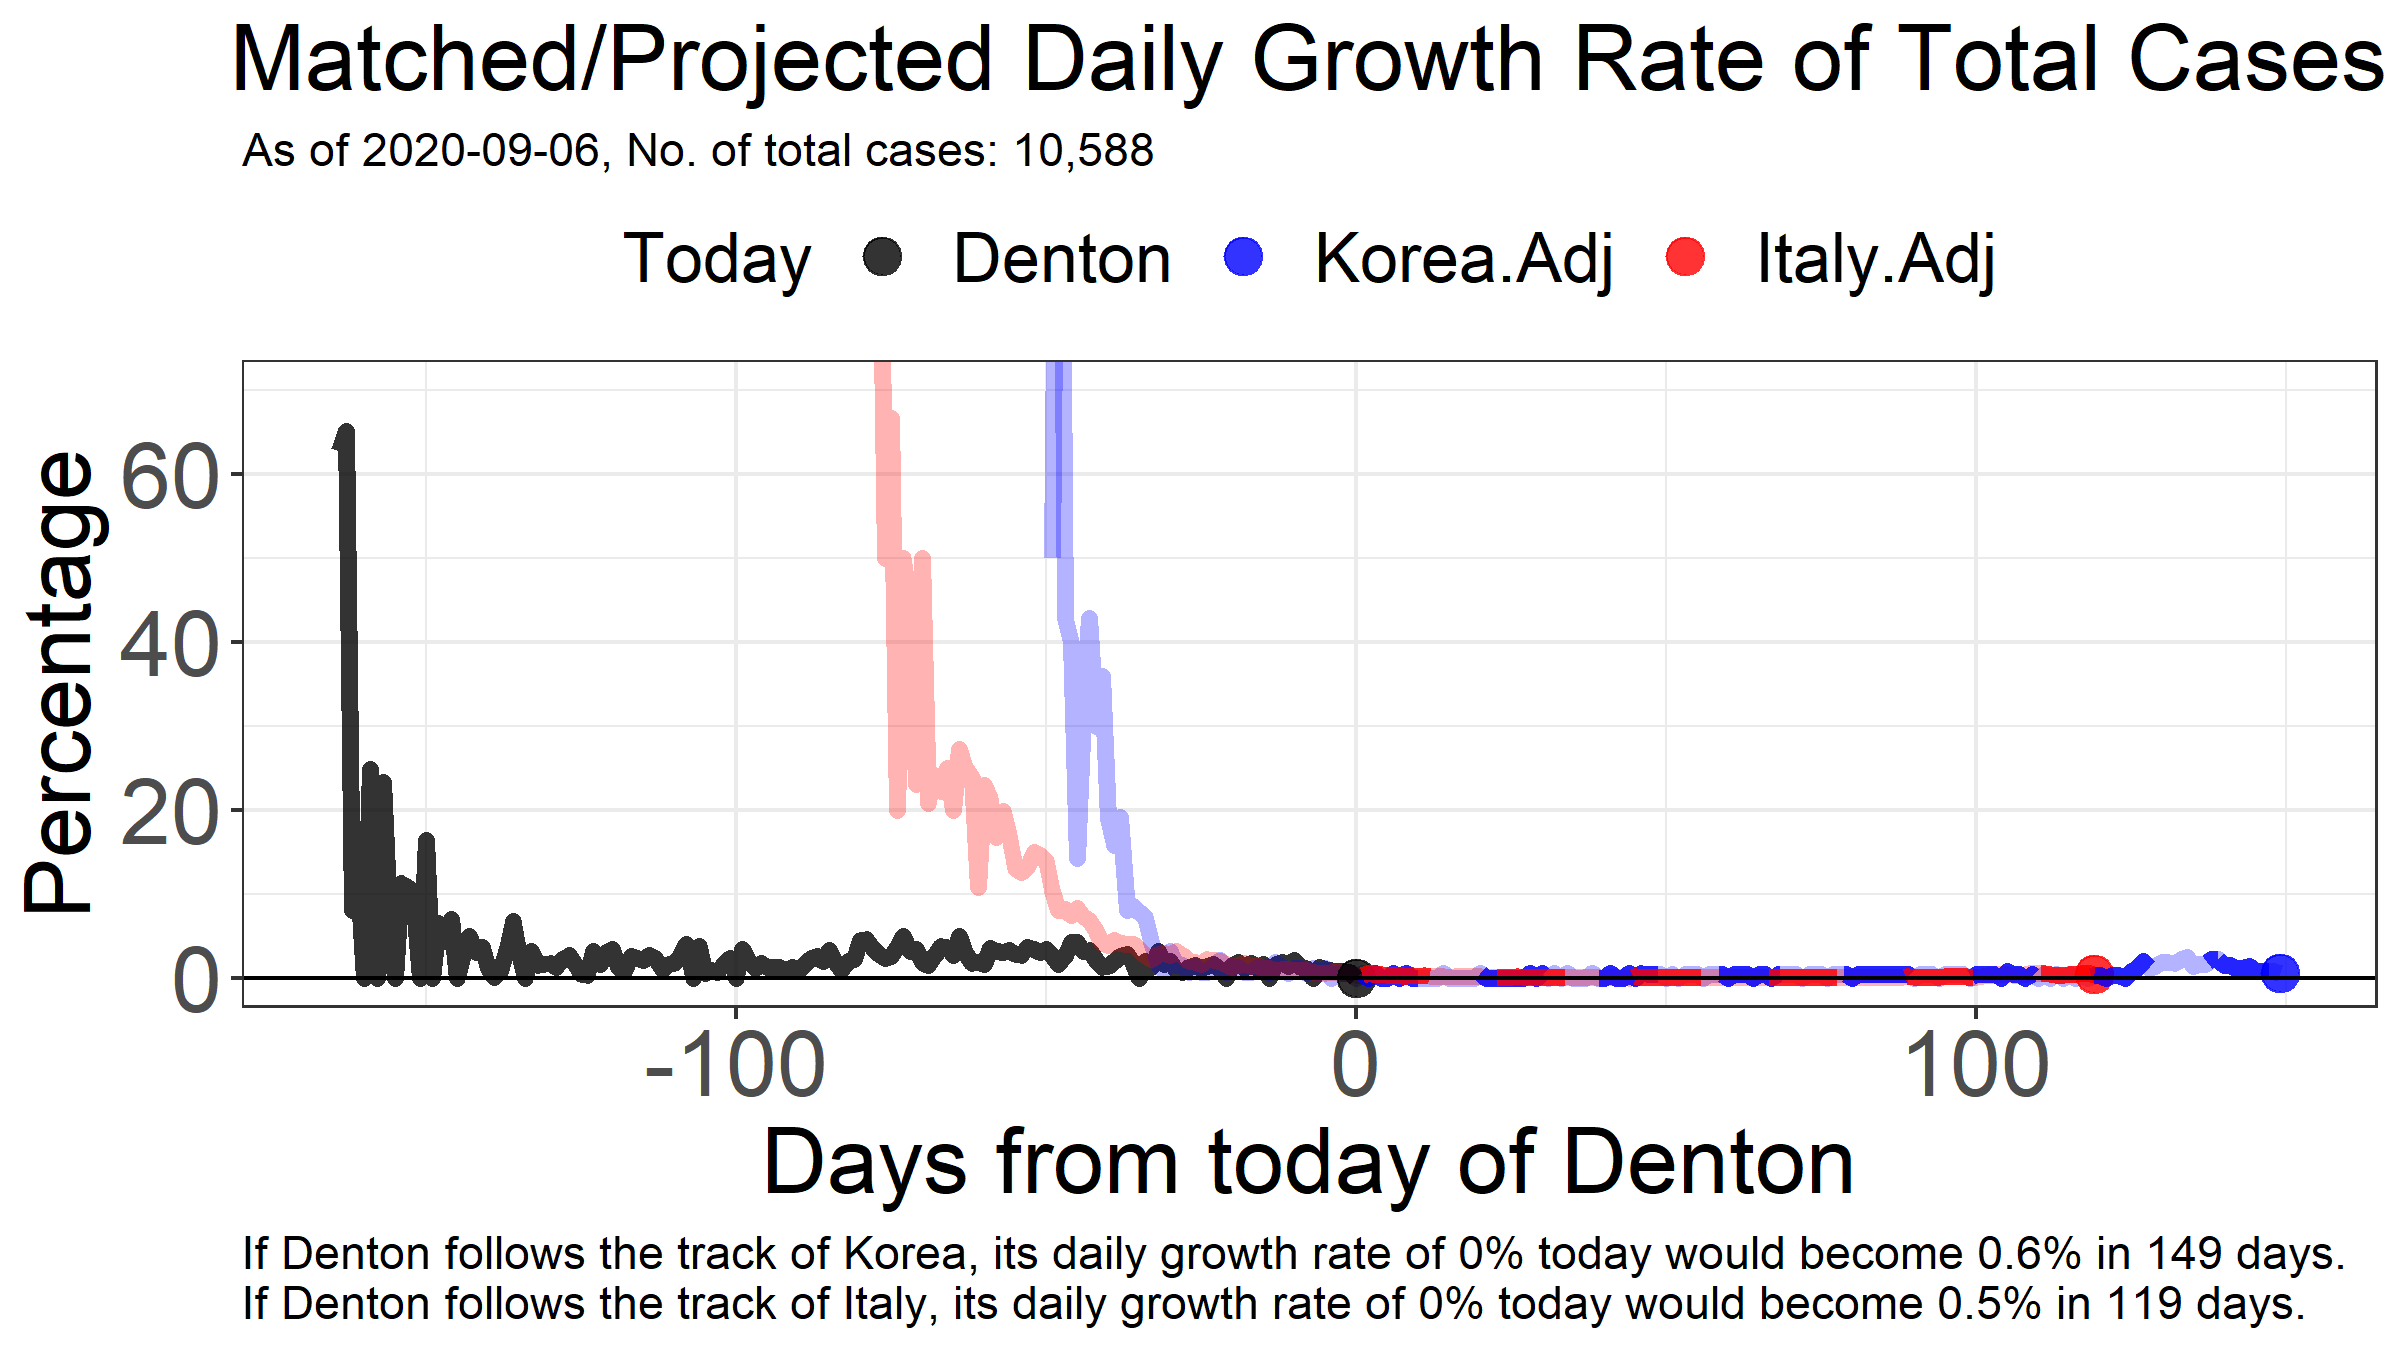 Matched/Projected Daily Growth Rate of Total Cases
As of 2020-09-06, No. of total cases: 10,588
Today Denton Korea.Adj Italy.Adj
Percentage
60
40
20
0
-100 0 100
Days from today of Denton
If Denton follows the track of Korea, its daily growth rate of 0% today would become 0.6% in 149 days.
If Denton follows the track of Italy, its daily growth rate of 0% today would become 0.5% in 119 days.